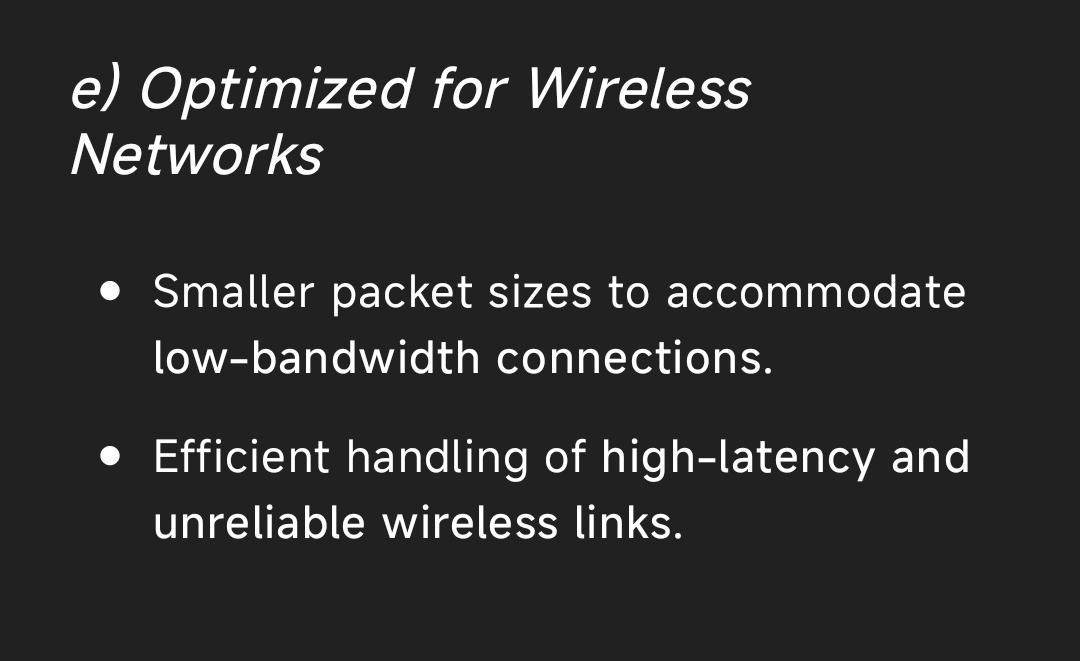 e) Optimized for Wireless
Networks
• Smaller packet sizes to accommodate
low-bandwidth connections.
• Efficient handling of high-latency and
unreliable wireless links.